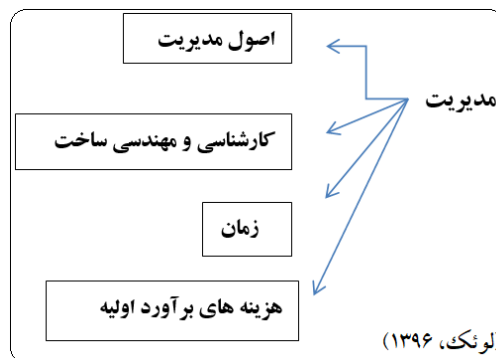 اصول مدیریت
مدیریت
کارشناسی و مهندسی ساخت
زمان
هزینه های برآورد اولیه
لوئک، ۱۳۹۶)